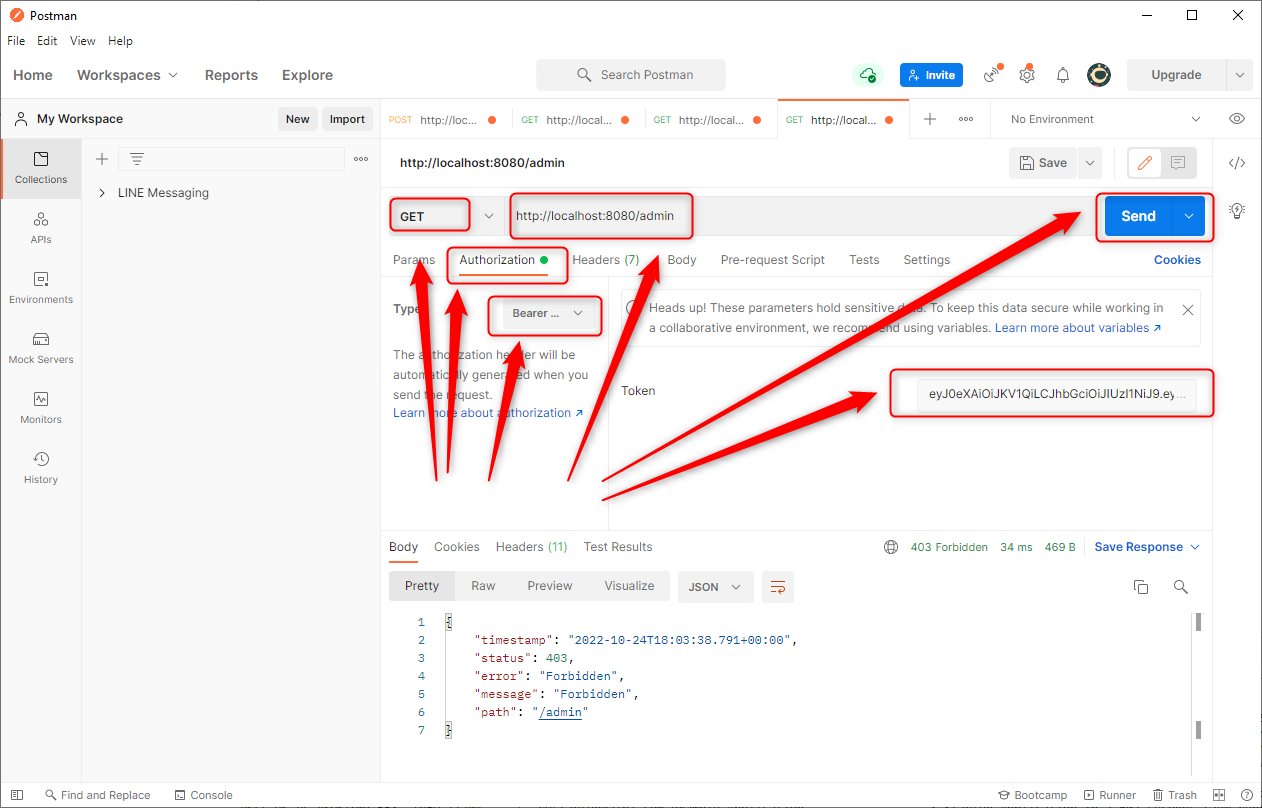 Postman
File Edit View Help
Home Workspaces Reports Explore Search Postman Invite Upgrade
My Workspace New Import POST http://loc... GET http://local... GET http://local... GET http://local... No Environment
http://localhost:8080/admin Save
Collections
LINE Messaging
GET http://localhost:8080/admin Send
APIs
Params Authorization Headers (7) Body Pre-request Script Tests Settings Cookies
Environments
Type Bearer ...
Heads up! These parameters hold sensitive data. To keep this data secure while working in
a collaborative environment, we recommend using variables. Learn more about variables
Mock Servers
The authorization header will be
automatically generated when you
send the request.
Learn more about authorization
Token eyJ0eXAiOiJKV1QiLCJhbGciOiJIUzI1NiJ9.ey...
Monitors
History
Body Cookies Headers (11) Test Results 403 Forbidden 34 ms 469 B Save Response
Pretty Raw Preview Visualize JSON
1 {
2 "timestamp": "2022-10-24T18:03:38.791+00:00",
3 "status": 403,
4 "error": "Forbidden",
5 "message": "Forbidden",
6 "path": "/admin"
7 }
Find and Replace Console Bootcamp Runner Trash